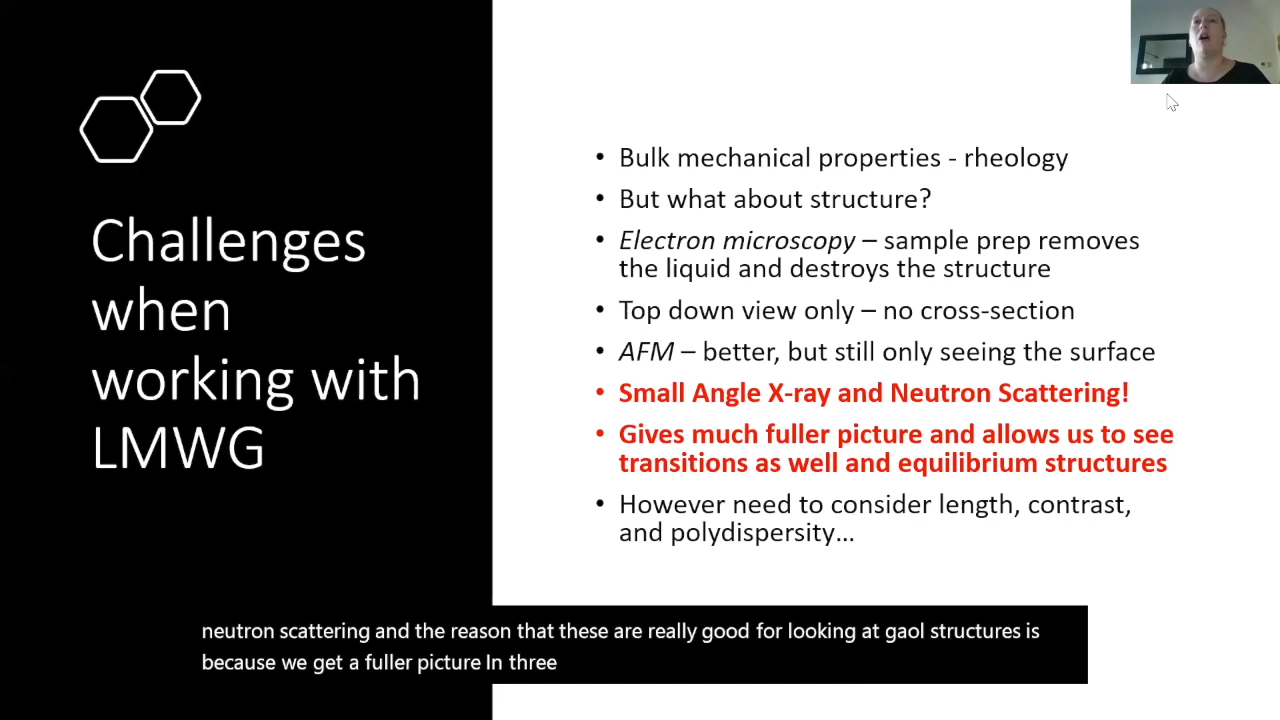 Challenges
when
working with
LMWG
• Bulk mechanical properties - rheology
• But what about structure?
• Electron microscopy – sample prep removes
the liquid and destroys the structure
• Top down view only – no cross-section
• AFM – better, but still only seeing the surface
• Small Angle X-ray and Neutron Scattering!
• Gives much fuller picture and allows us to see
transitions as well and equilibrium structures
• However need to consider length, contrast,
and polydispersity…
neutron scattering and the reason that these are really good for looking at gaol structures is
because we get a fuller picture In three